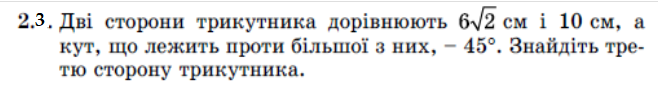 2.3. Дві сторони трикутника дорівнюють 6√2 см і 10 см, а
кут, що лежить проти більшої з них, – 45°. Знайдіть тре-
тю сторону трикутника.